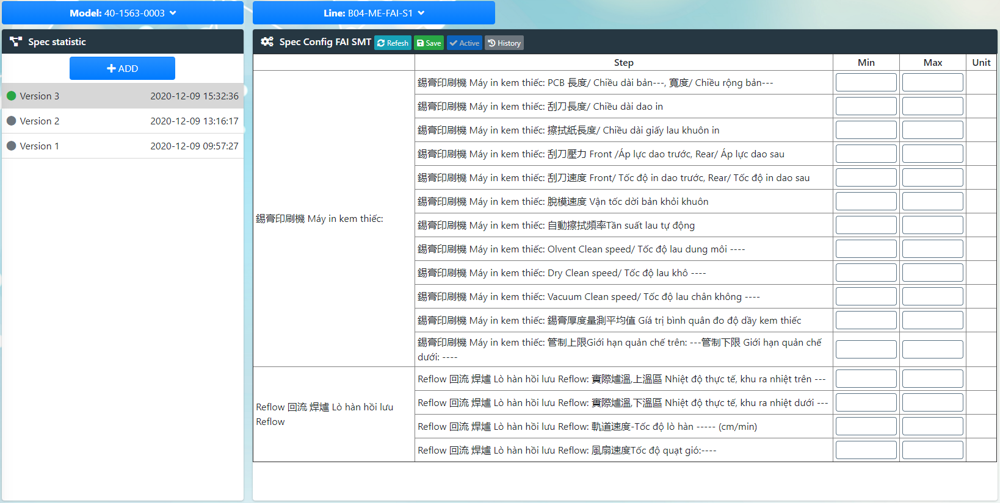 Model: 40-1563-0003
Line: B04-ME-FAI-S1
Spec statistic
ADD
Version 3 2020-12-09 15:32:36
Version 2 2020-12-09 13:16:17
Version 1 2020-12-09 09:57:27
Spec Config FAI SMT Refesh Save Active History
Step Min Max Unit
錫膏印刷機 Máy in kem thiếc:
錫膏印刷機 Máy in kem thiếc: PCB 長度/ Chiều dài bản---, 寬度/ Chiều rộng bản---
錫膏印刷機 Máy in kem thiếc: 刮刀長度/ Chiều dài dao in
錫膏印刷機 Máy in kem thiếc: 擦拭紙長度/ Chiều dài giấy lau khuôn in
錫膏印刷機 Máy in kem thiếc: 刮刀壓力 Front /Áp lực dao trước, Rear/ Áp lực dao sau
錫膏印刷機 Máy in kem thiếc: 刮刀速度 Front/ Tốc độ in dao trước, Rear/ Tốc độ in dao sau
錫膏印刷機 Máy in kem thiếc: 脫模速度 Vận tốc dời bản khỏi khuôn
錫膏印刷機 Máy in kem thiếc: 自動擦拭頻率Tần suất lau tự động
錫膏印刷機 Máy in kem thiếc: Olvent Clean speed/ Tốc độ lau dung môi ----
錫膏印刷機 Máy in kem thiếc: Dry Clean speed/ Tốc độ lau khô ----
錫膏印刷機 Máy in kem thiếc: Vacuum Clean speed/ Tốc độ lau chân không ----
錫膏印刷機 Máy in kem thiếc: 錫膏厚度量測平均值 Gíá trị bình quân đo độ dầy kem thiếc
錫膏印刷機 Máy in kem thiếc: 管制上限Giới hạn quản chế trên: ---管制下限 Giới hạn quản chế
dưới: ----
Reflow 回流 焊爐 Lò hàn hồi lưu
Reflow
Reflow 回流 焊爐 Lò hàn hồi lưu Reflow: 實際爐溫,上溫區 Nhiệt độ thực tế, khu ra nhiệt trên ---
Reflow 回流 焊爐 Lò hàn hồi lưu Reflow: 實際爐溫,下溫區 Nhiệt độ thực tế, khu ra nhiệt dưới ---
Reflow 回流 焊爐 Lò hàn hồi lưu Reflow: 軌道速度-Tốc độ lò hàn ----- (cm/min)
Reflow 回流 焊爐 Lò hàn hồi lưu Reflow: 風扇速度Tốc độ quạt gió:----